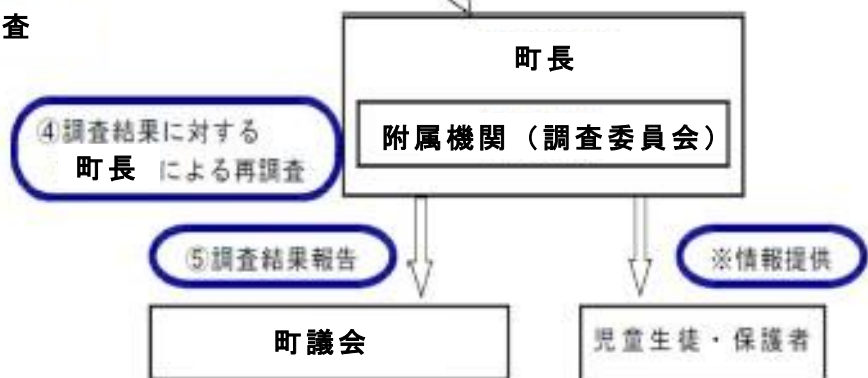 査
町長
附属機関（調査委員会）
④調査結果に対する
町長 による再調査
⑤調査結果報告
※情報提供
町議会
児童生徒・保護者